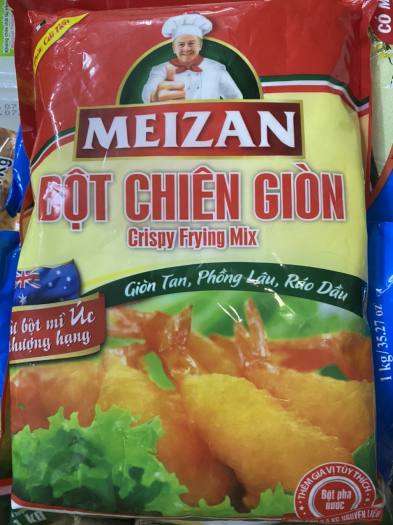 MEIZAN
BỘT CHIÊN GIÒN
Crispy Frying Mix
Giòn Tan, Phồng Lâu, Ráo Dầu
bột mì Úc
thượng hạng
1 kg/35.27 oz
THÊM GIA VỊ TÙY THÍCH
Bột pha
nước